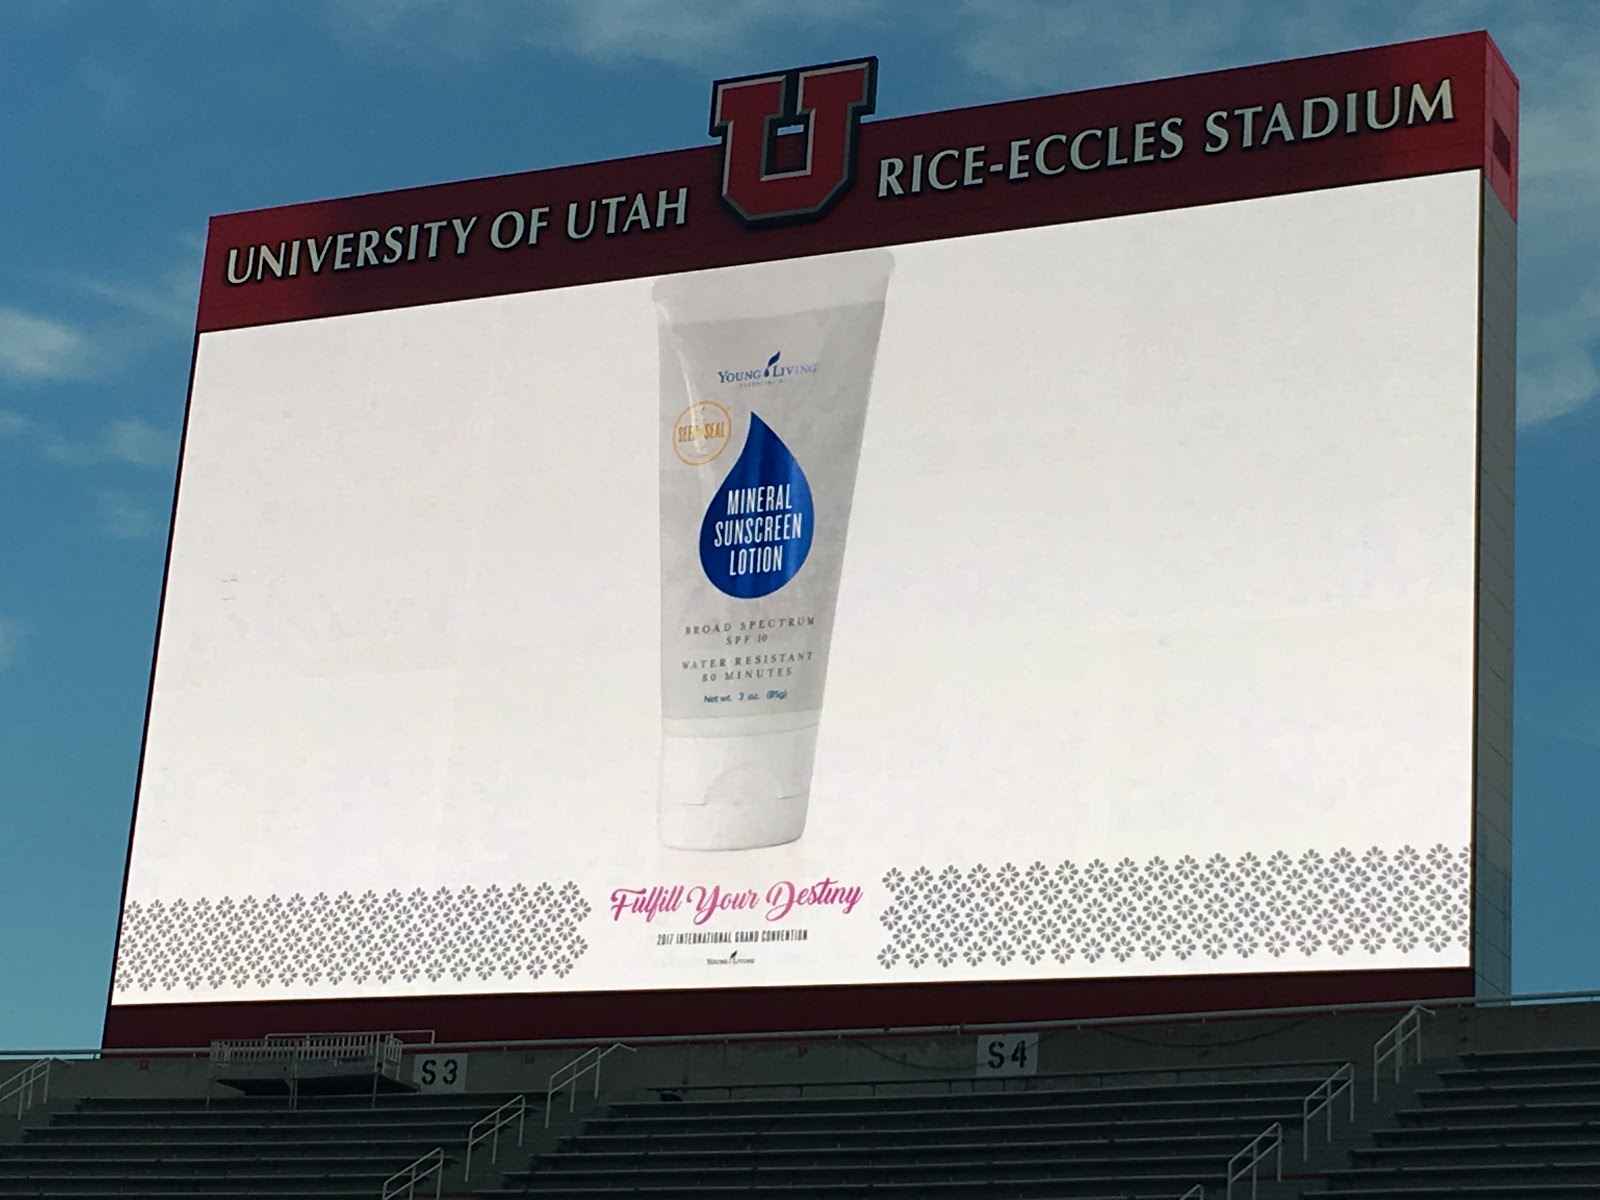 UNIVERSITY OF UTAH U RICE-ECCLES STADIUM
YOUNG LIVING
SEED SEAL
MINERAL
SUNSCREEN
LOTION
BROAD SPECTRUM
SPF 10
WATER RESISTANT
80 MINUTES
Net wt. 3 oz. (85g)
Fulfill Your Destiny
2017 INTERNATIONAL GRAND CONVENTION
YOUNG LIVING
S3
S4